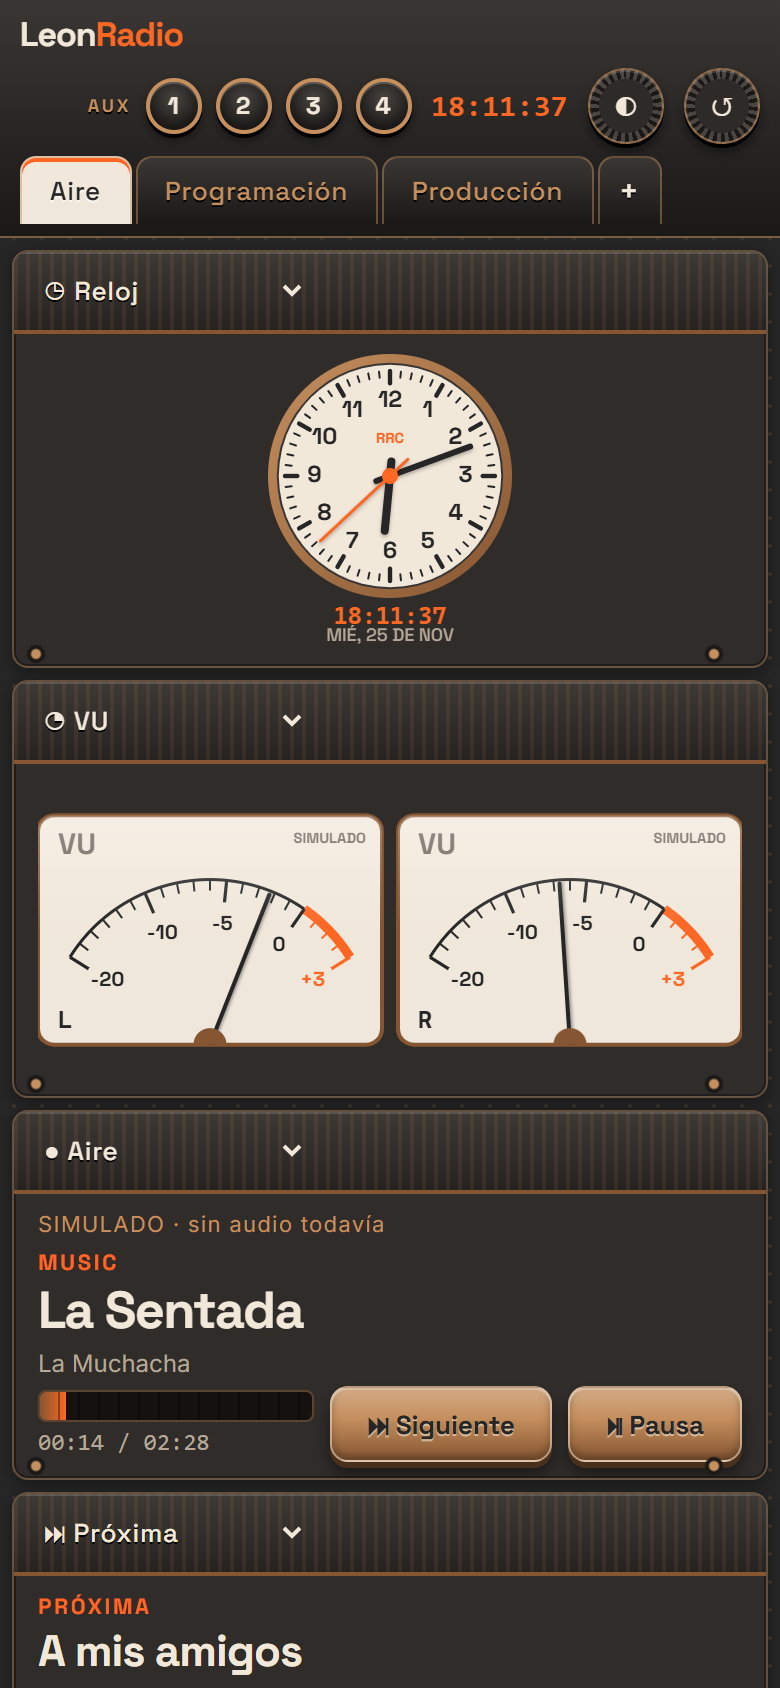 LeonRadio
AUX 1 2 3 4 18:11:37
Aire Programación Producción +
Reloj
12
11 1
10 RRC 2
9 3
8 4
7 5
6
18:11:37
MIÉ, 25 DE NOV
VU
VU SIMULADO
-20 -10 -5 0 +3
L
VU SIMULADO
-20 -10 -5 0 +3
R
Aire
SIMULADO · sin audio todavía
MUSIC
La Sentada
La Muchacha
Siguiente Pausa
00:14 / 02:28
Próxima
PRÓXIMA
A mis amigos